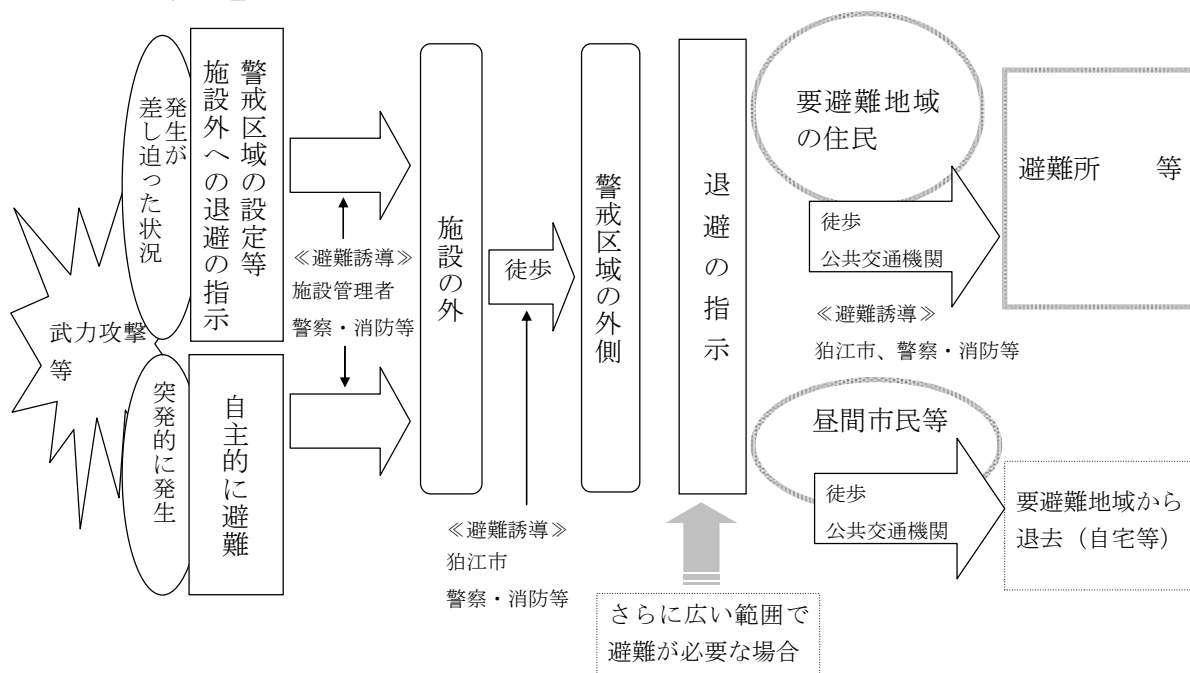 武力攻撃
等
発生が
差し迫った状況
警戒区域の設定等
施設外への退避の指示
突発的に発生
自主的に避難
≪避難誘導≫
施設管理者
警察・消防等
施設の外
徒歩
≪避難誘導≫
狛江市
警察・消防等
警戒区域の外側
退避の指示
さらに広い範囲で
避難が必要な場合
要避難地域
の住民
徒歩
公共交通機関
≪避難誘導≫
狛江市、警察・消防等
避難所 等
昼間市民等
徒歩
公共交通機関
要避難地域から
退去（自宅等）